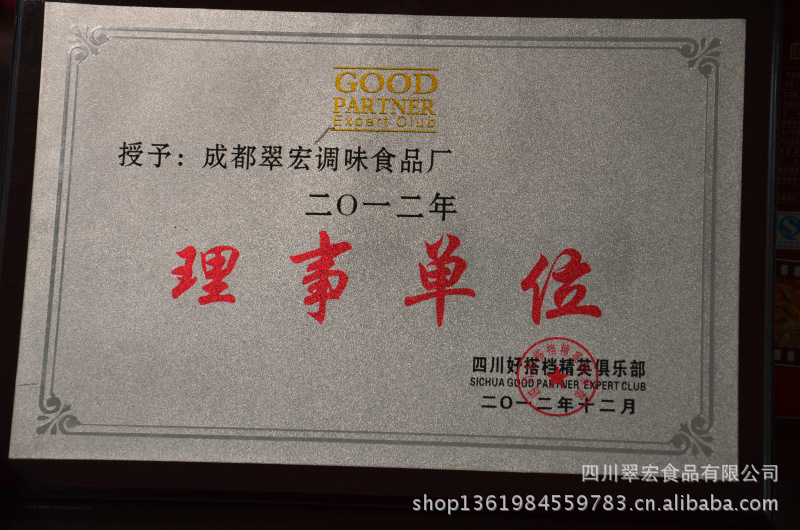 GOOD
PARTNER
Expert Club
授予：成都翠宏调味食品厂
二〇一二年
理事单位
四川好搭档精英俱乐部
SICHUA GOOD PARTNER EXPERT CLUB
二〇一二年十二月
四川翠宏食品有限公司
shop1361984559783.cn.alibaba.com